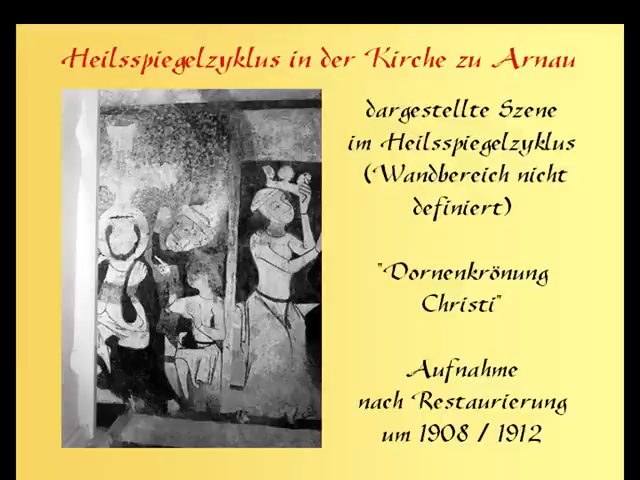 Heilsspiegelzyklus in der Kirche zu Arnau
dargestellte Szene
im Heilsspiegelzyklus
(Wandbereich nicht
definiert)
"Dornenkrönung
Christi"
Aufnahme
nach Restaurierung
um 1908 / 1912